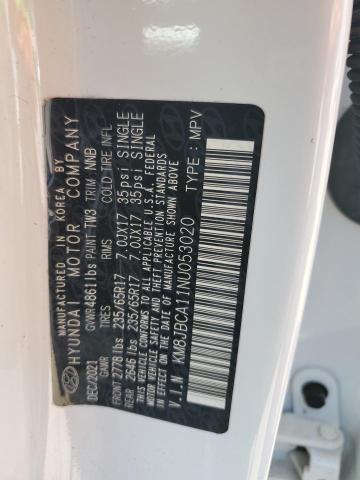 MANUFACTURED IN KOREA BY
HYUNDAI MOTOR COMPANY
DEC/2021 GVWR 4861 lbs PAINT TW3 TRIM NNB
GAWR RIMS COLD TIRE INFL
FRONT 2778 lbs 235/65R17 7.0JX17 35psi SINGLE
REAR 2646 lbs 235/65R17 7.0JX17 35psi SINGLE
THIS VEHICLE CONFORMS TO ALL APPLICABLE U.S.A. FEDERAL
MOTOR VEHICLE SAFETY, BUMPER, AND THEFT PREVENTION STANDARDS
IN EFFECT ON THE DATE OF MANUFACTURE SHOWN ABOVE
V.I.N KM8JBCA11NU053020 TYPE: MPV